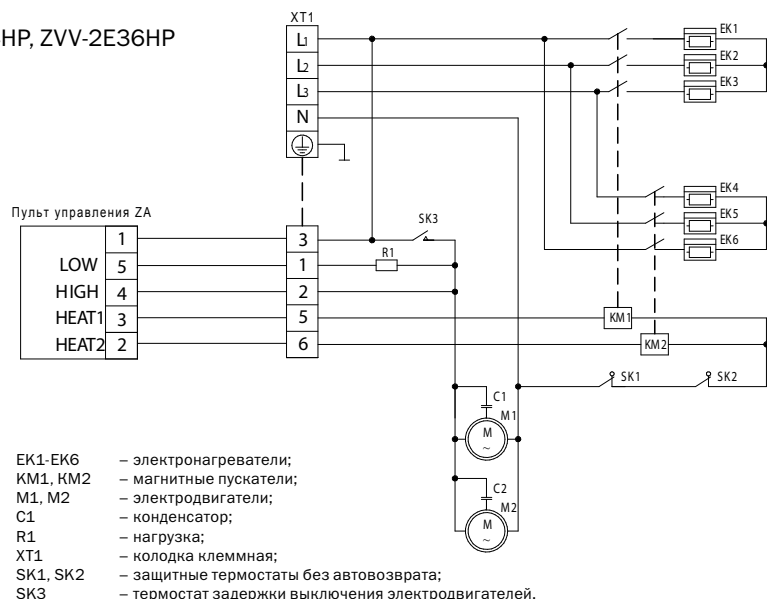 HP, ZVV-2E36HP
XT1
L1
L2
L3
N
EK1
EK2
EK3
EK4
EK5
EK6
Пульт управления ZA
1
LOW 5
HIGH 4
HEAT1 3
HEAT2 2
3
1
2
5
6
SK3
R1
KM1
KM2
SK1
SK2
C1
M1
M
~
C2
M2
M
~
EK1-EK6 – электронагреватели;
KM1, KM2 – магнитные пускатели;
M1, M2 – электродвигатели;
C1 – конденсатор;
R1 – нагрузка;
XT1 – колодка клеммная;
SK1, SK2 – защитные термостаты без автовозврата;
SK3 – термостат задержки выключения электродвигателей.